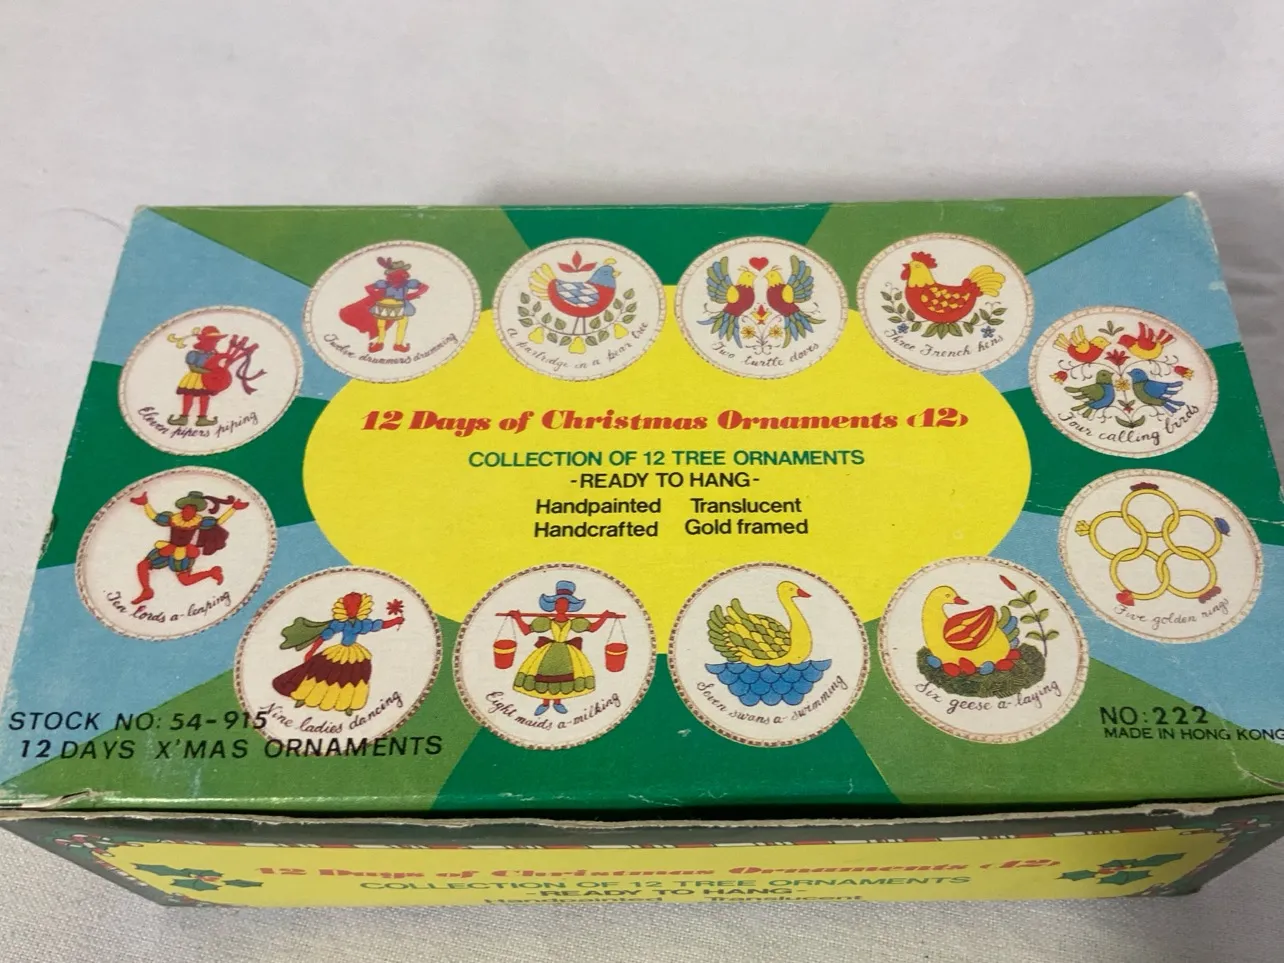 Twelve drummers drumming
A partridge in a pear tree
Two turtle doves
Three French hens
Eleven pipers piping
Four calling birds
12 Days of Christmas Ornaments (12)
COLLECTION OF 12 TREE ORNAMENTS
-READY TO HANG-
Handpainted Translucent
Handcrafted Gold framed
Ten lords a-leaping
Five golden rings
Nine ladies dancing
Eight maids a-milking
Seven swans a-swimming
Six geese a-laying
STOCK NO: 54-915
12 DAYS X'MAS ORNAMENTS
NO: 222
MADE IN HONG KONG
12 Days of Christmas Ornaments (12)
COLLECTION OF 12 TREE ORNAMENTS
-READY TO HANG-
Handpainted Translucent